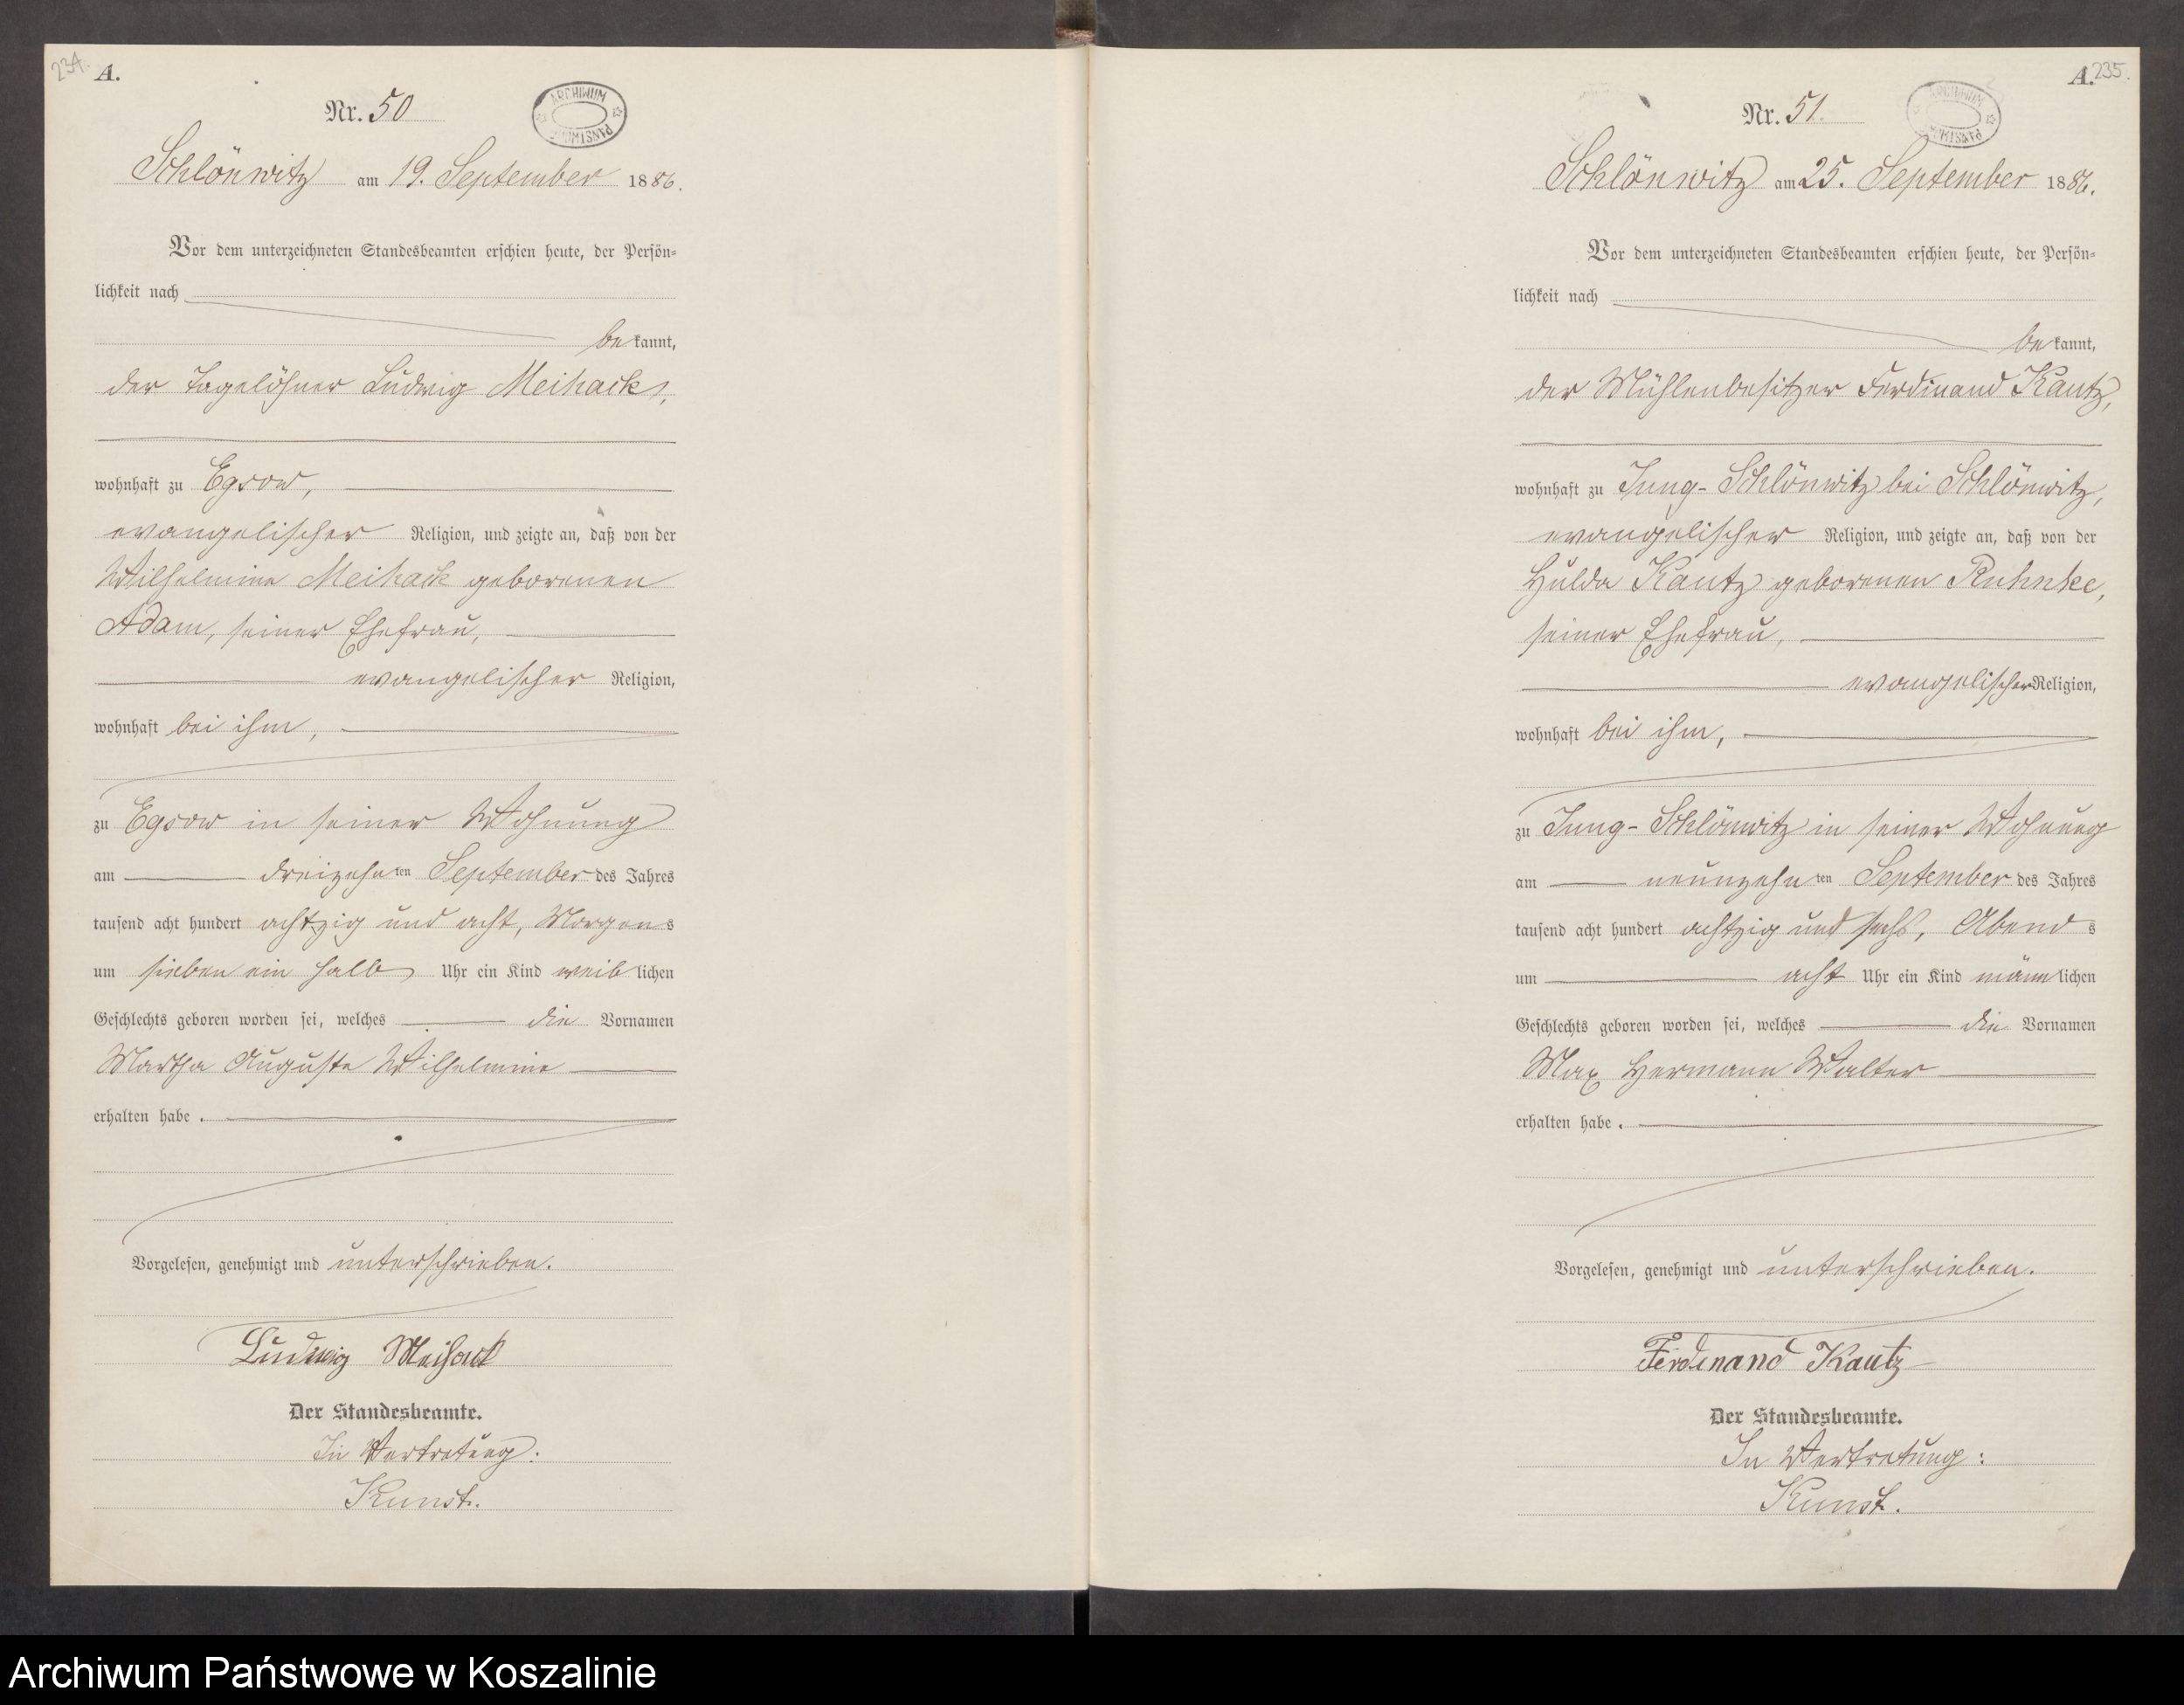 234.
A.
Nr. 50
ARCHIWUM
PAŃSTWOWE
Schlönwitz am 19. September 1886.
Vor dem unterzeichneten Standesbeamten erschien heute, der Persön=
lichkeit nach
bekannt,
der Tagelöhner Ludwig Meihack,
wohnhaft zu Egsow,
evangelischer Religion, und zeigte an, daß von der
Wilhelmine Meihack geborenen
Adam, seiner Ehefrau,
evangelischer Religion,
wohnhaft bei ihm,
zu Egsow in seiner Wohnung
am dreizehnten September des Jahres
tausend acht hundert achtzig und acht, Morgens
um sieben ein halb Uhr ein Kind weiblichen
Geschlechts geboren worden sei, welches die Vornamen
Martha Auguste Wilhelmine
erhalten habe.
Vorgelesen, genehmigt und unterschrieben.
Ludwig Meihack
Der Standesbeamte.
In Vertretung:
Kunst.
A. 235.
Nr. 51.
ARCHIWUM
PAŃSTWOWE
Schlönwitz am 25. September 1886.
Vor dem unterzeichneten Standesbeamten erschien heute, der Persön=
lichkeit nach
bekannt,
der Mühlenbesitzer Ferdinand Kautz,
wohnhaft zu Jung-Schlönwitz bei Schlönwitz,
evangelischer Religion, und zeigte an, daß von der
Hulda Kautz geborenen Ruhnke,
seiner Ehefrau,
evangelischer Religion,
wohnhaft bei ihm,
zu Jung-Schlönwitz in seiner Wohnung
am neunzehnten September des Jahres
tausend acht hundert achtzig und sechs, Abends
um acht Uhr ein Kind männlichen
Geschlechts geboren worden sei, welches die Vornamen
Max Hermann Walter
erhalten habe.
Vorgelesen, genehmigt und unterschrieben.
Ferdinand Kautz
Der Standesbeamte.
In Vertretung:
Kunst.
Archiwum Państwowe w Koszalinie